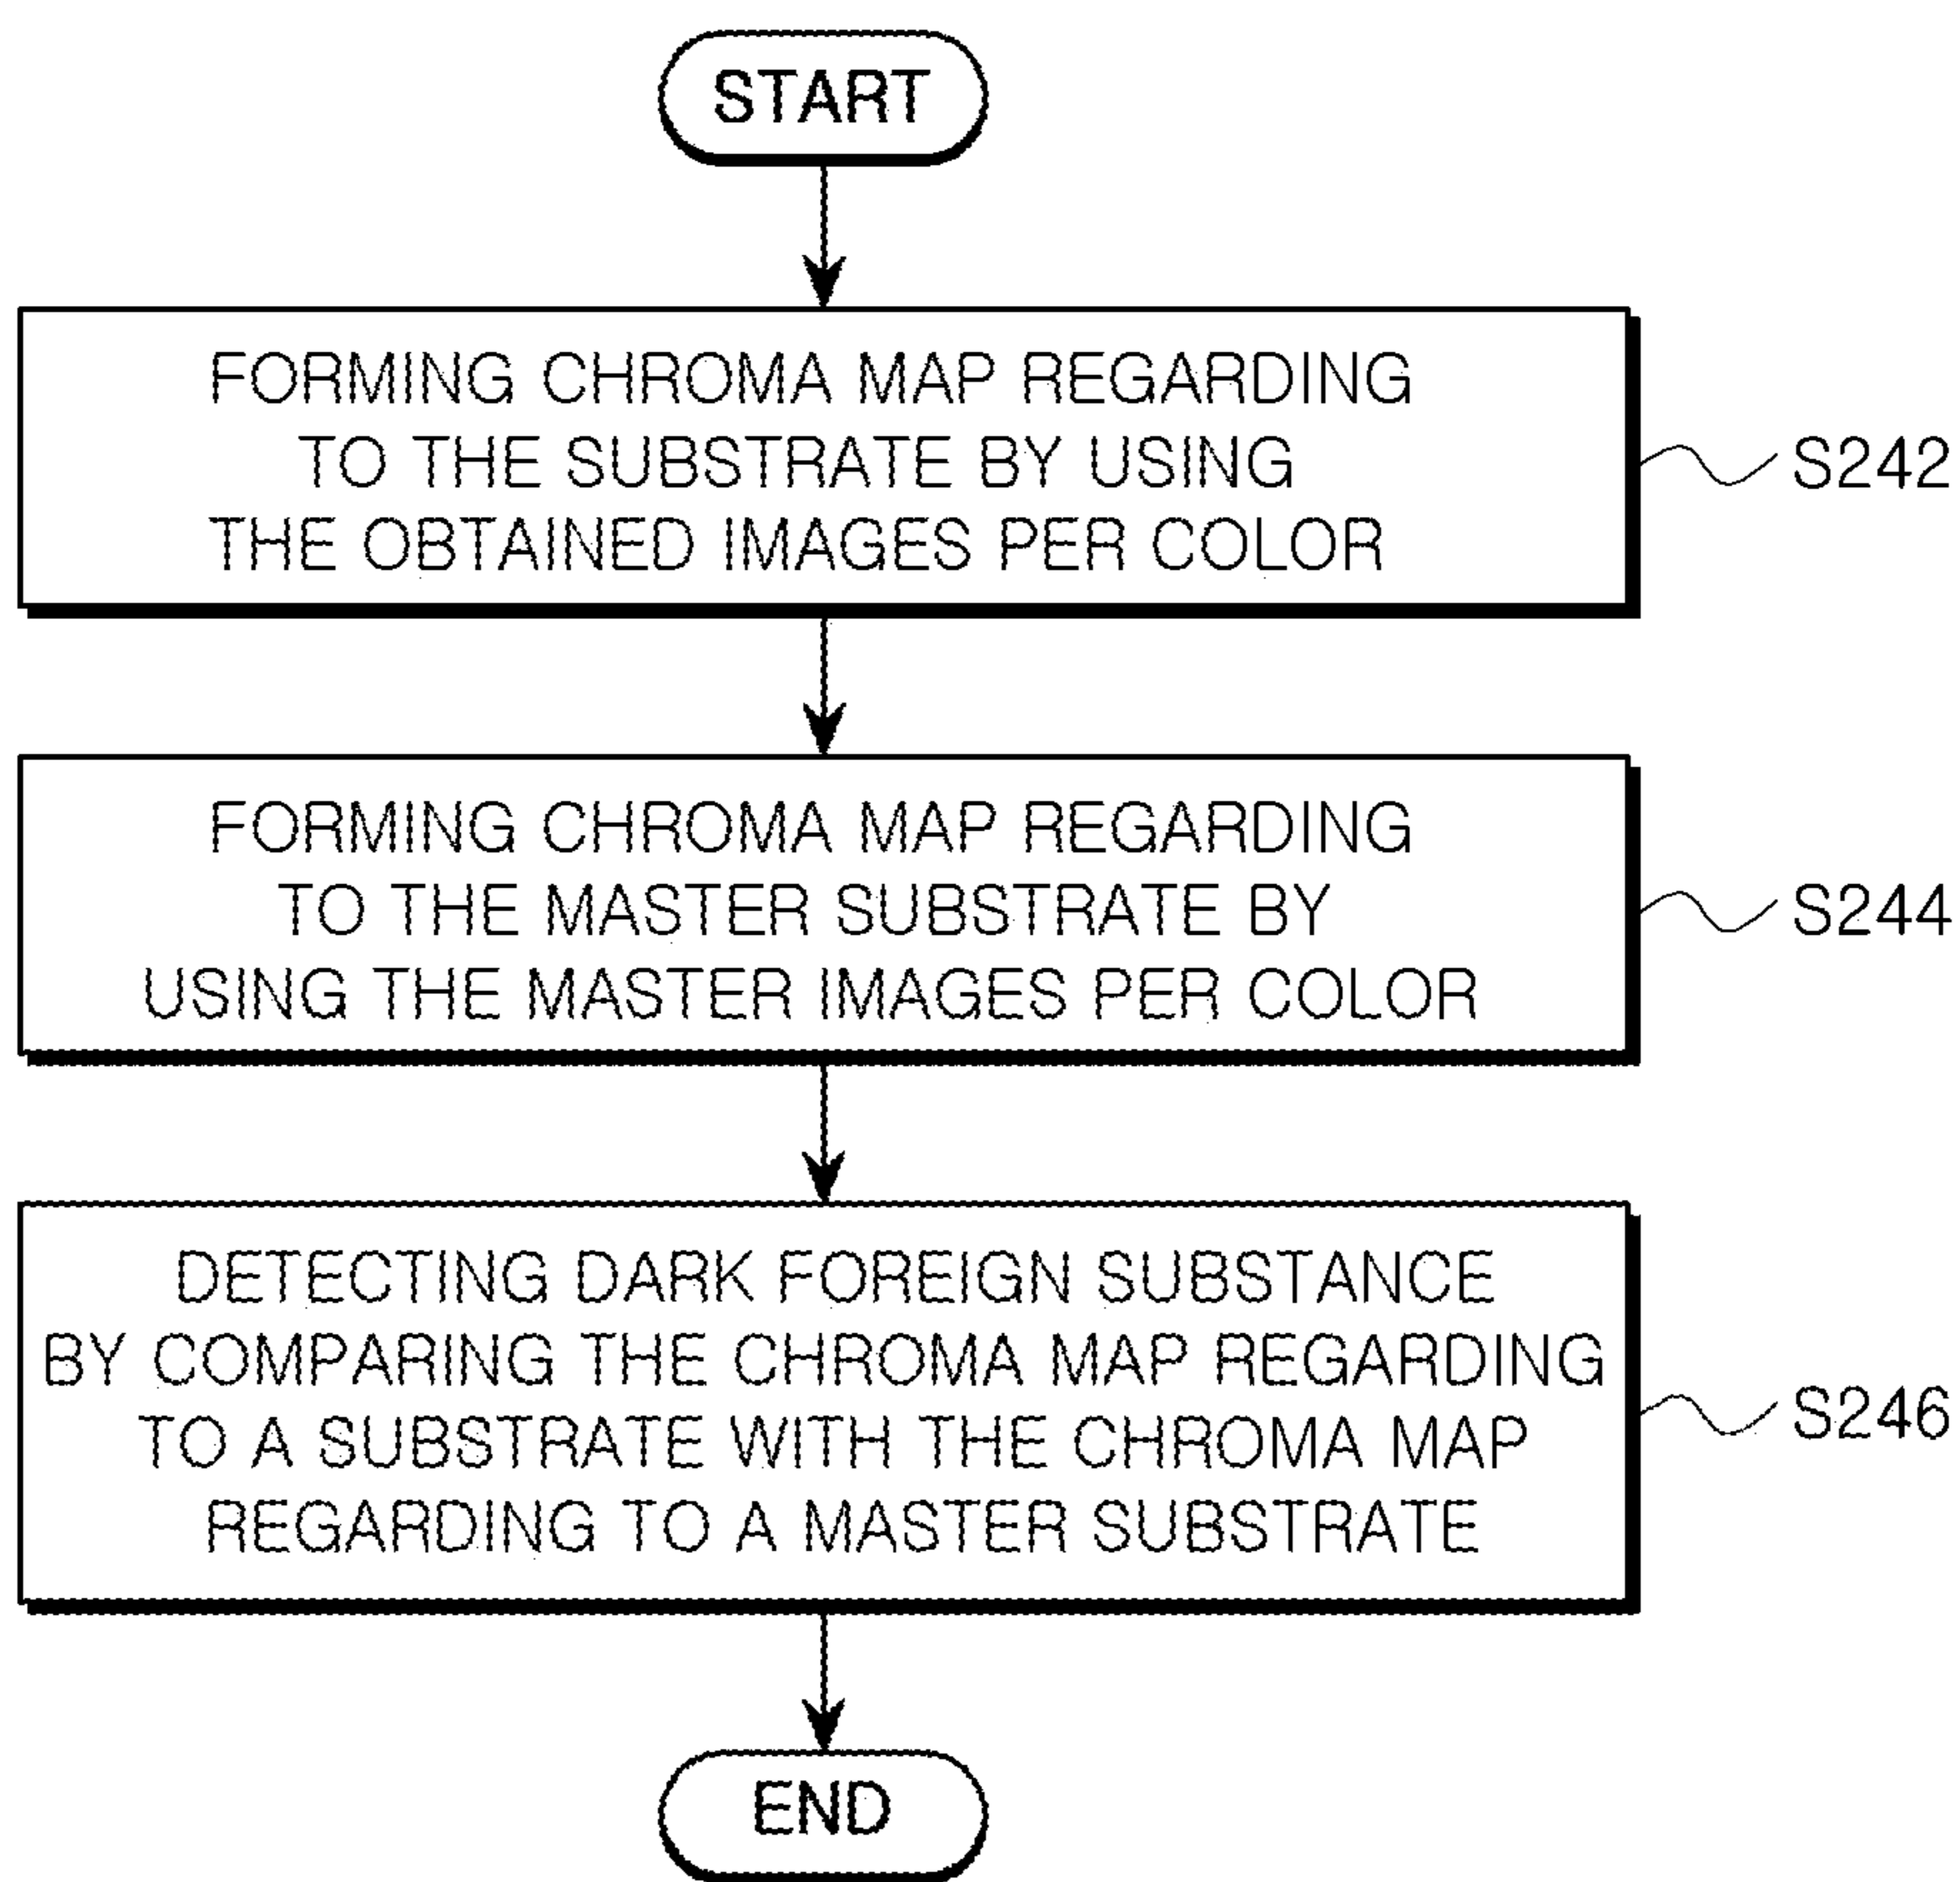 START
FORMING CHROMA MAP REGARDING
TO THE SUBSTRATE BY USING
THE OBTAINED IMAGES PER COLOR
S242
FORMING CHROMA MAP REGARDING
TO THE MASTER SUBSTRATE BY
USING THE MASTER IMAGES PER COLOR
S244
DETECTING DARK FOREIGN SUBSTANCE
BY COMPARING THE CHROMA MAP REGARDING
TO A SUBSTRATE WITH THE CHROMA MAP
REGARDING TO A MASTER SUBSTRATE
S246
END